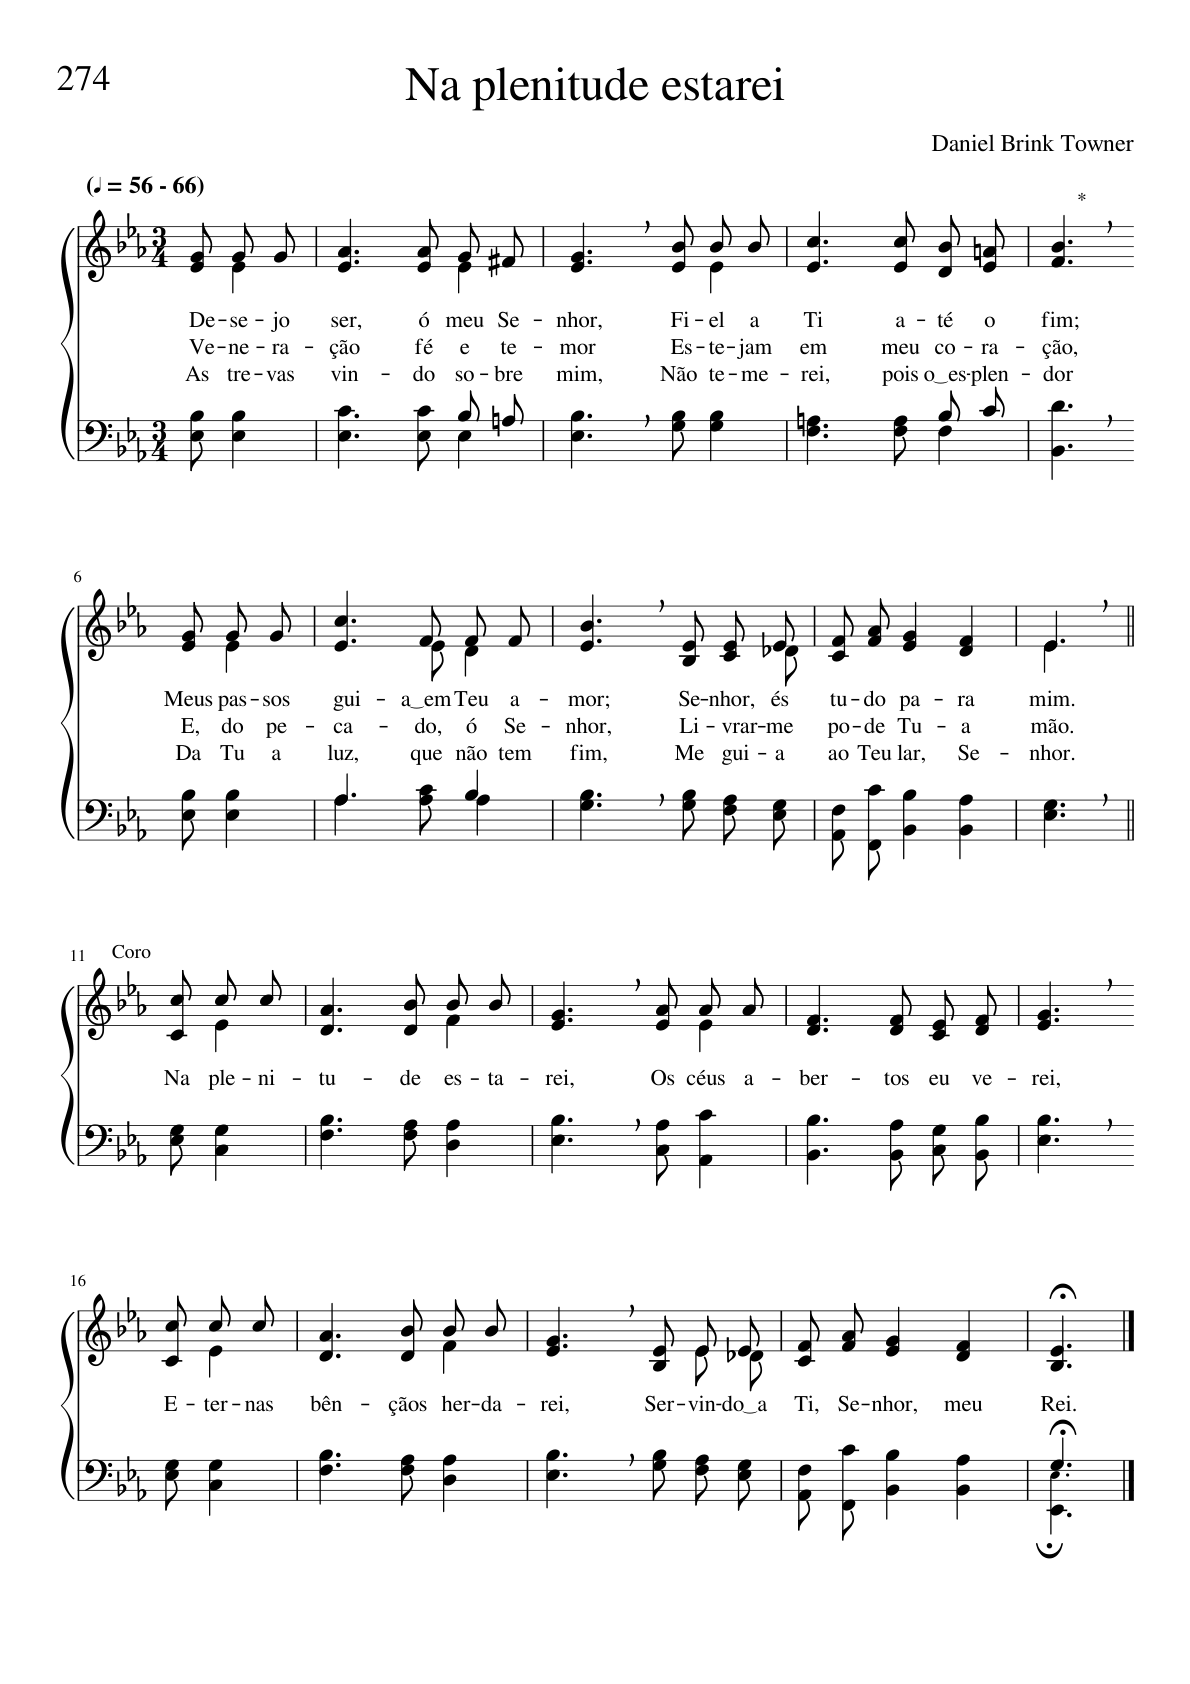 274
Na plenitude estarei
Daniel Brink Towner
(♩ = 56 - 66)
*
De - se - jo ser, ó meu Se - nhor, Fi - el a Ti a - té o fim;
Ve - ne - ra - ção fé e te - mor Es - te - jam em meu co - ra - ção,
As tre - vas vin - do so - bre mim, Não te - me - rei, pois o‿es - plen - dor
6
Meus pas - sos gui - a‿em Teu a - mor; Se - nhor, és tu - do pa - ra mim.
E, do pe - ca - do, ó Se - nhor, Li - vrar - me po - de Tu - a mão.
Da Tu a luz, que não tem fim, Me gui - a ao Teu lar, Se - nhor.
11 Coro
Na ple - ni - tu - de es - ta - rei, Os céus a - ber - tos eu ve - rei,
16
E - ter - nas bên - çãos her - da - rei, Ser - vin - do‿a Ti, Se - nhor, meu Rei.